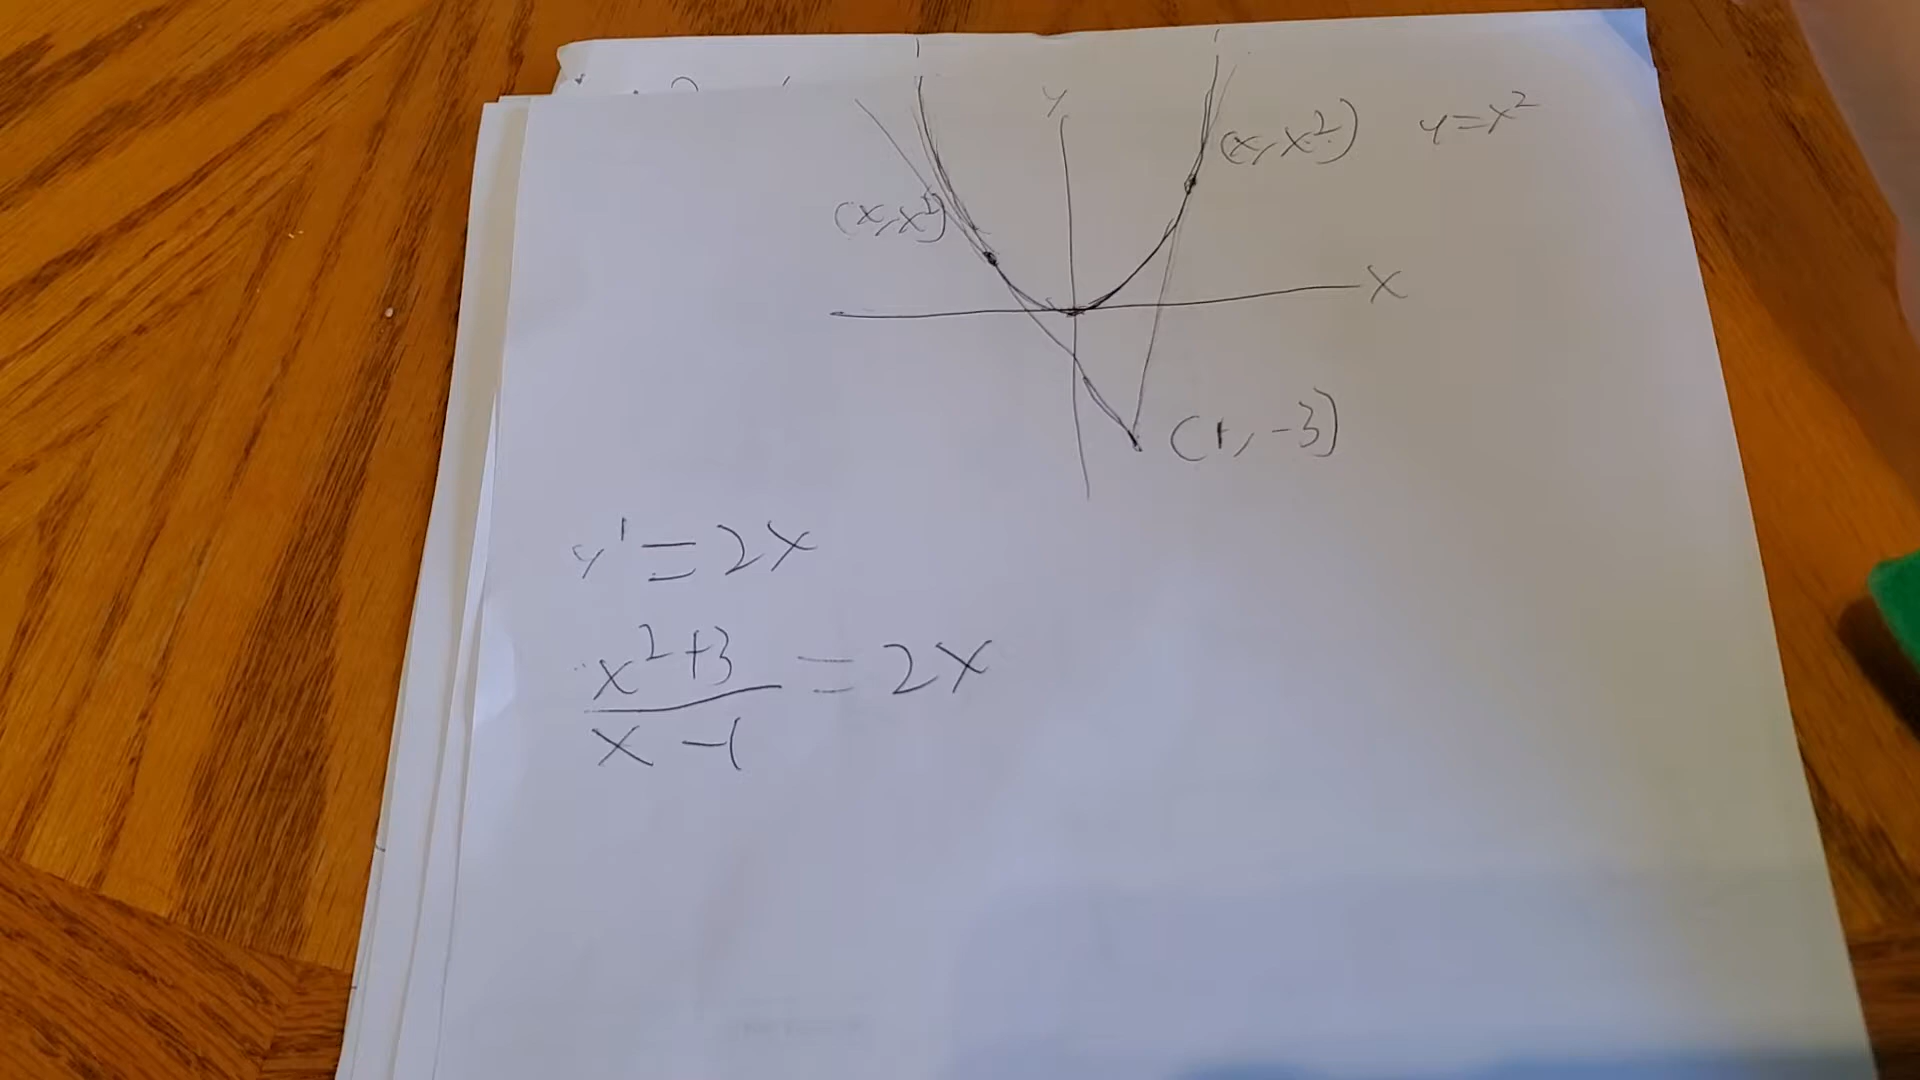 y
(x, x²) y=x²
(x, x²)
x
(1, -3)
y' = 2x
x²+3
x -1
= 2x